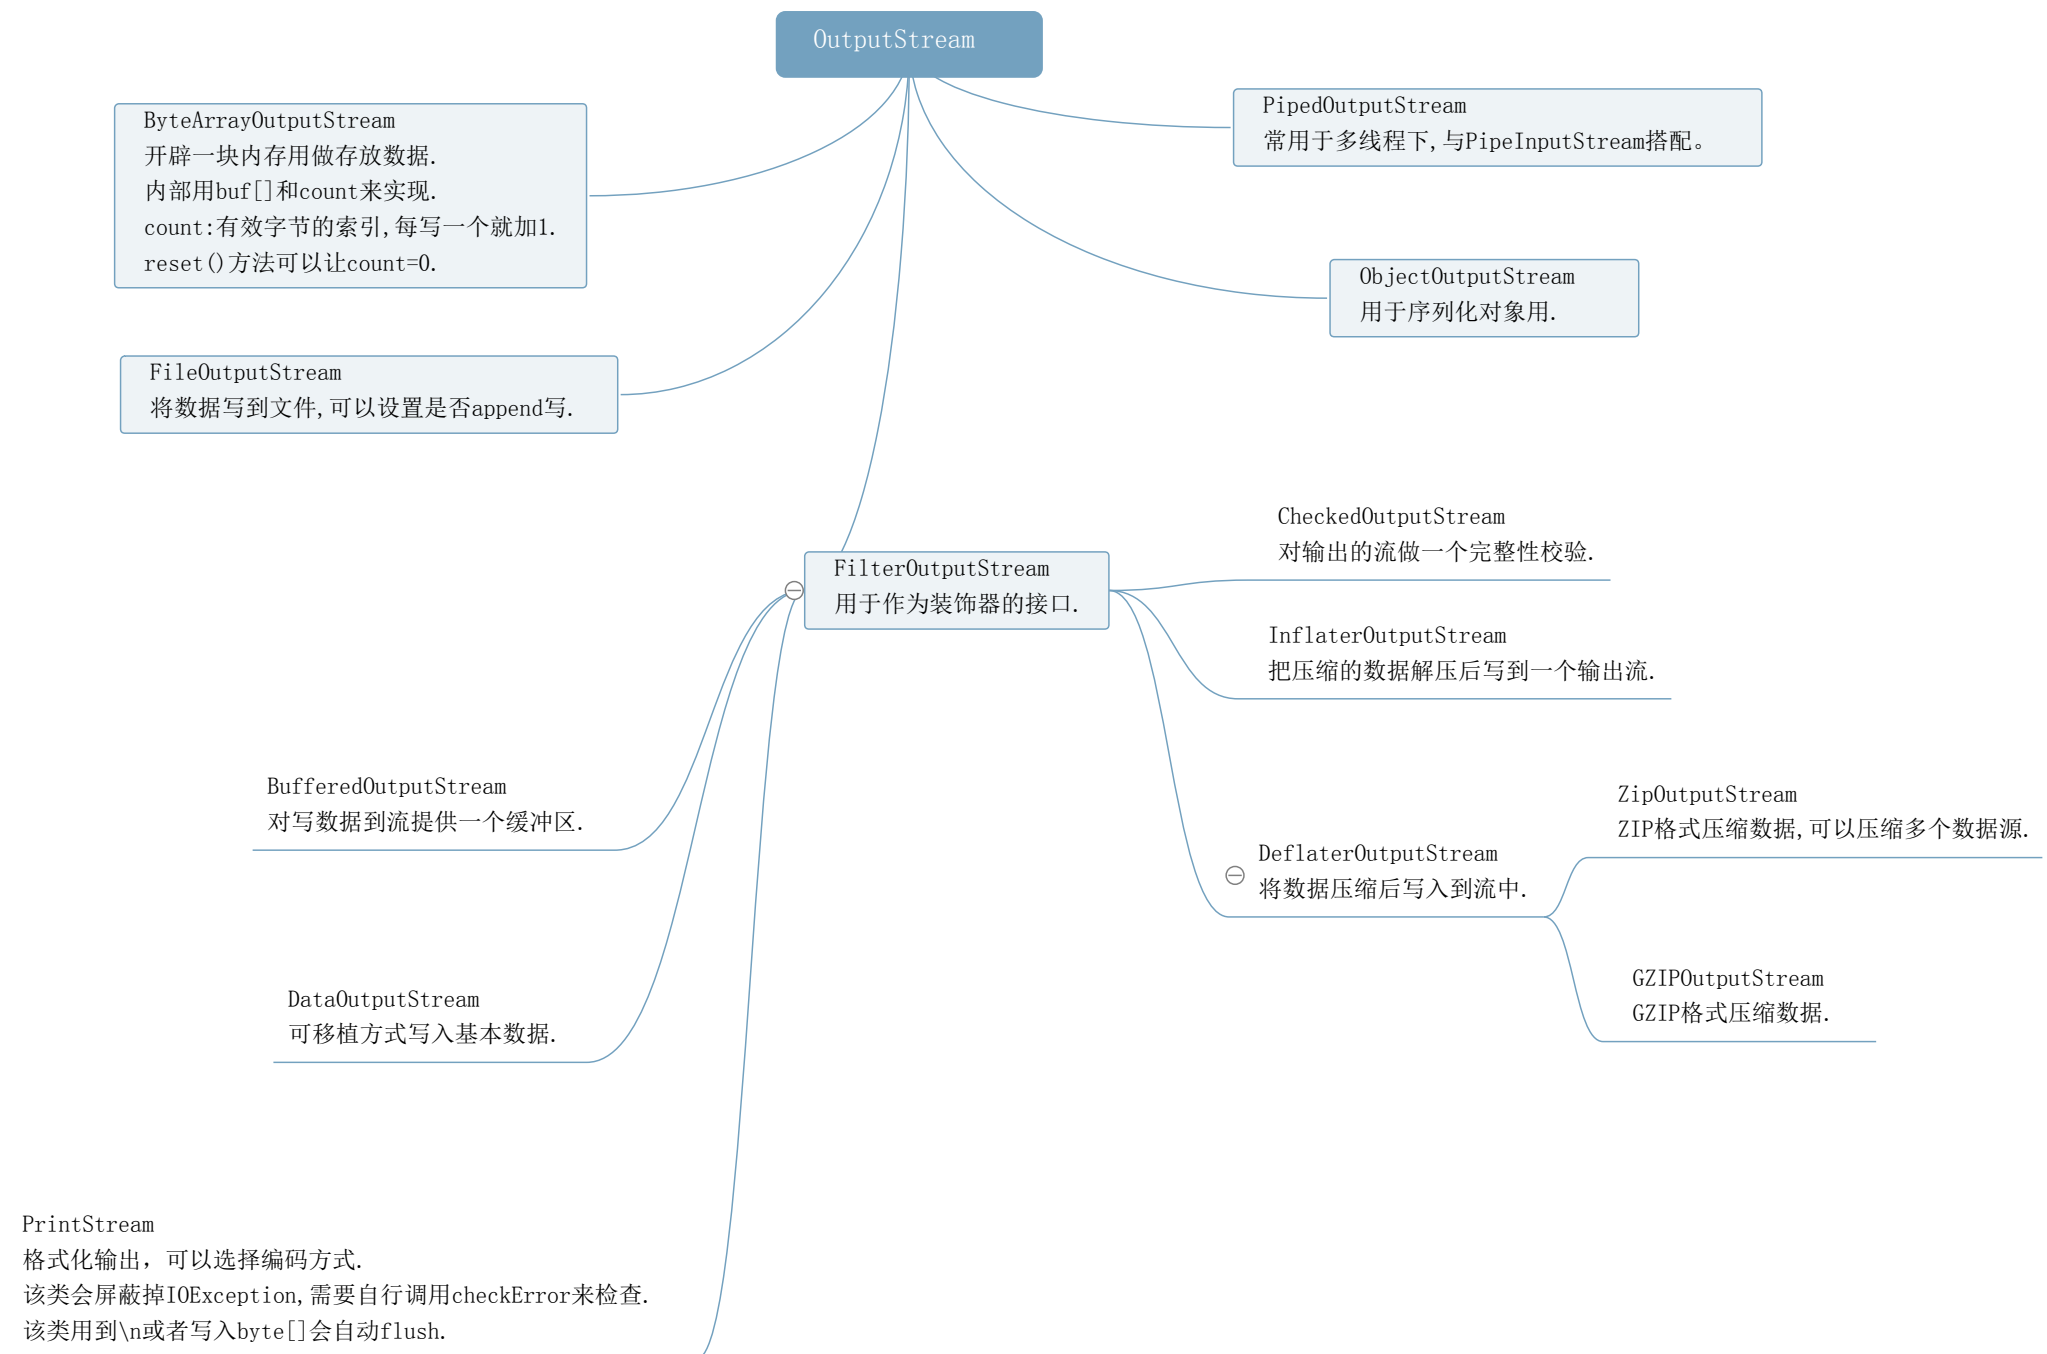 OutputStream
ByteArrayOutputStream
开辟一块内存用做存放数据.
内部用buf[]和count来实现.
count:有效字节的索引,每写一个就加1.
reset()方法可以让count=0.
PipedOutputStream
常用于多线程下,与PipeInputStream搭配。
ObjectOutputStream
用于序列化对象用.
FileOutputStream
将数据写到文件,可以设置是否append写.
FilterOutputStream
用于作为装饰器的接口.
CheckedOutputStream
对输出的流做一个完整性校验.
InflaterOutputStream
把压缩的数据解压后写到一个输出流.
BufferedOutputStream
对写数据到流提供一个缓冲区.
DeflaterOutputStream
将数据压缩后写入到流中.
ZipOutputStream
ZIP格式压缩数据,可以压缩多个数据源.
GZIPOutputStream
GZIP格式压缩数据.
DataOutputStream
可移植方式写入基本数据.
PrintStream
格式化输出，可以选择编码方式.
该类会屏蔽掉IOException,需要自行调用checkError来检查.
该类用到\n或者写入byte[]会自动flush.